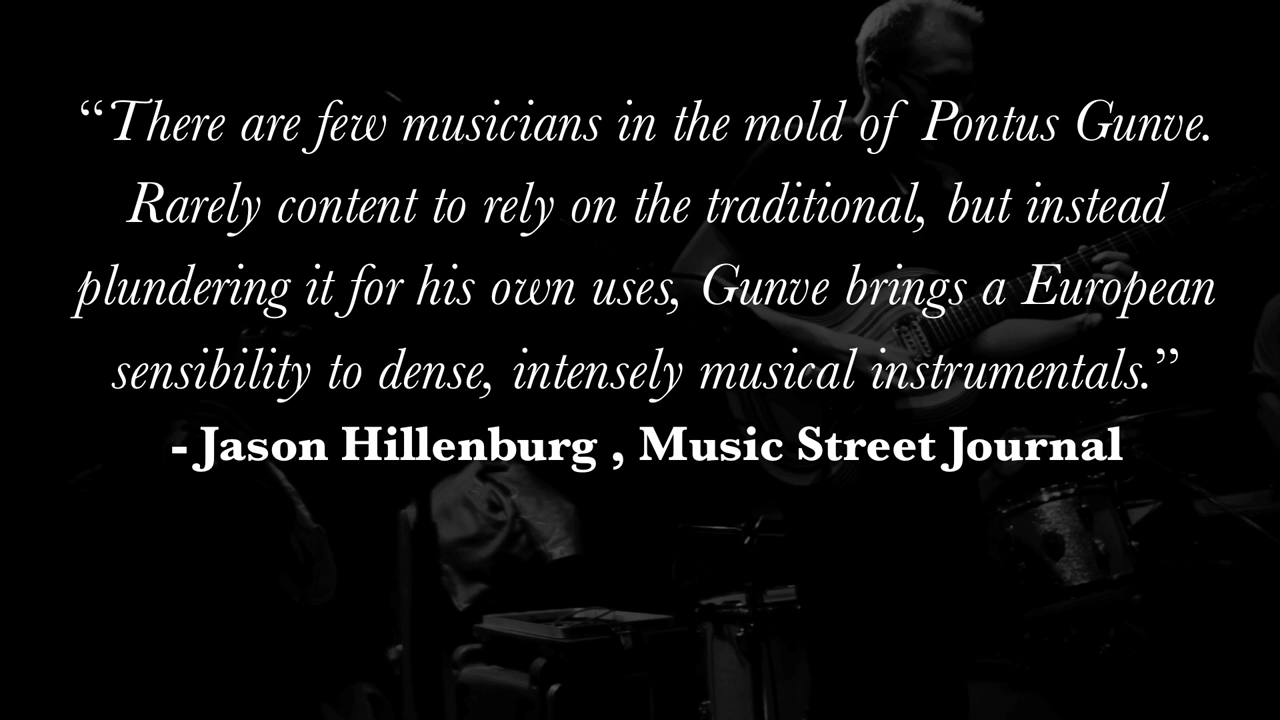 “There are few musicians in the mold of Pontus Gunve.
Rarely content to rely on the traditional, but instead
plundering it for his own uses, Gunve brings a European
sensibility to dense, intensely musical instrumentals.”
- Jason Hillenburg , Music Street Journal